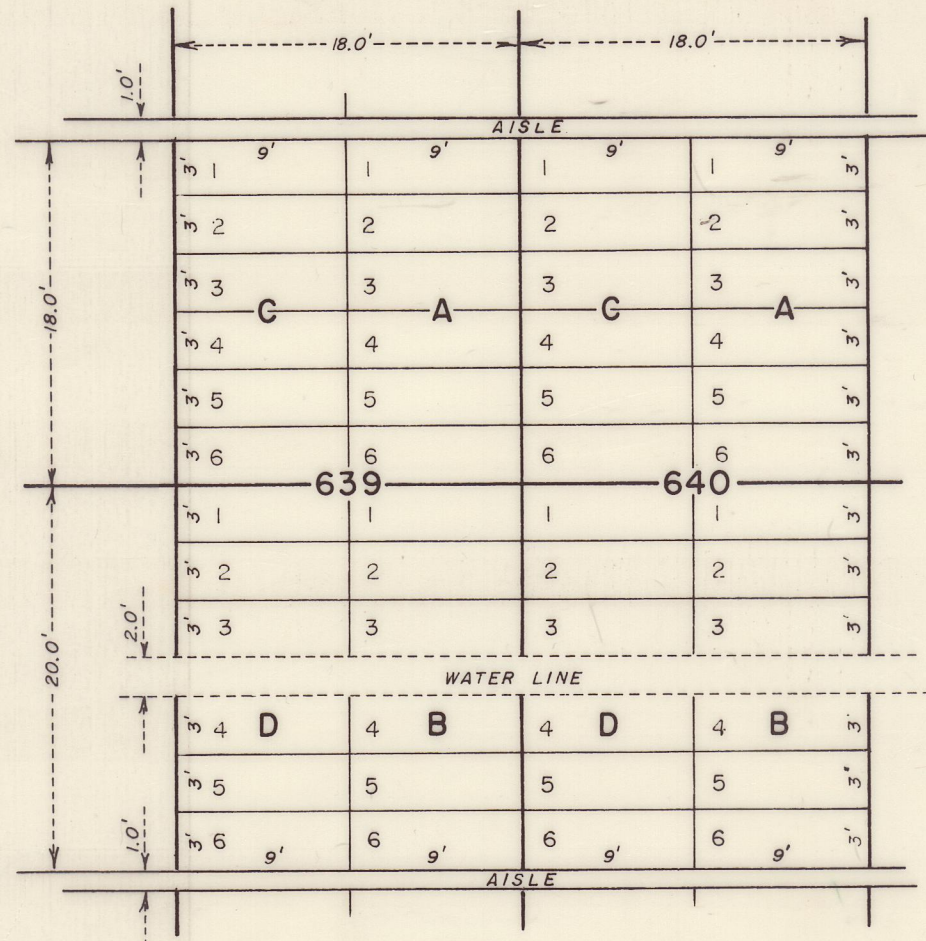 18.0' 18.0'
1.0'
AISLE
9' 9' 9' 9'
3' 1 1 1 1 3'
3' 2 2 2 2 3'
18.0'
3' 3 3 3 3 3'
C A C A
3' 4 4 4 4 3'
3' 5 5 5 5 3'
3' 6 6 6 6 3'
639 640
3' 1 1 1 1 3'
3' 2 2 2 2 3'
2.0'
3' 3 3 3 3 3'
20.0'
WATER LINE
3' 4 D 4 B 4 D 4 B 3'
3' 5 5 5 5 3"
1.0'
3' 6 6 6 6 3'
9' 9' 9' 9'
AISLE